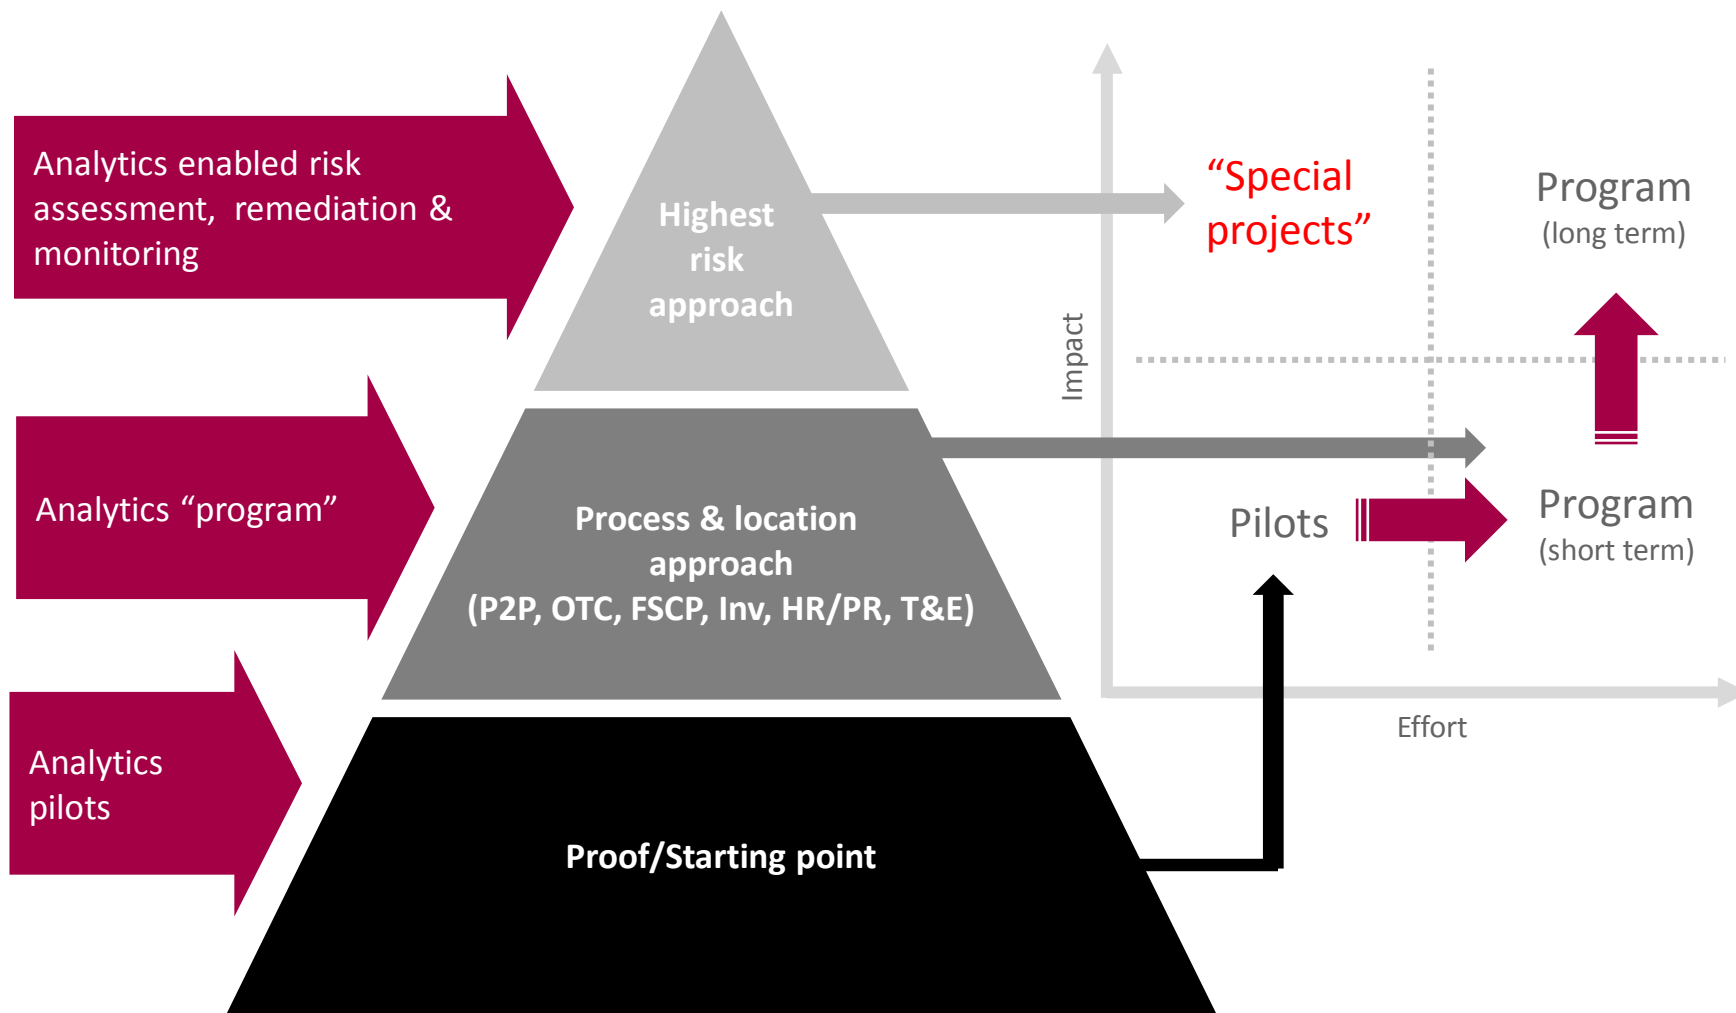 Analytics enabled risk
assessment, remediation &
monitoring
Highest
risk
approach
“Special
projects”
Program
(long term)
Impact
Analytics “program”
Process & location
approach
(P2P, OTC, FSCP, Inv, HR/PR, T&E)
Pilots
Program
(short term)
Effort
Analytics
pilots
Proof/Starting point